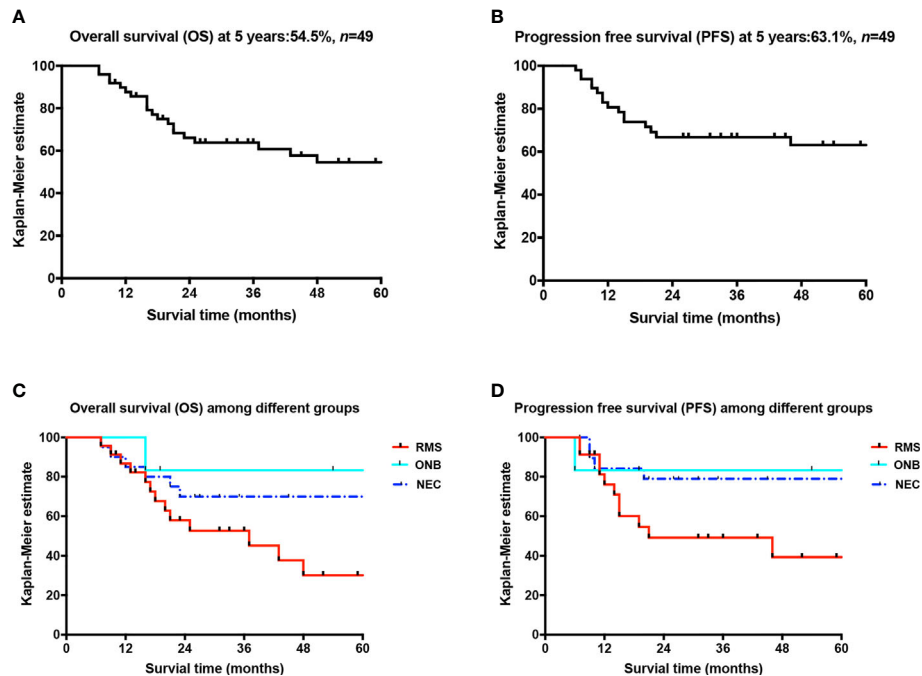 A
Overall survival (OS) at 5 years:54.5%, n=49
Kaplan-Meier estimate
100
80
60
40
20
0
0 12 24 36 48 60
Survial time (months)
B
Progression free survival (PFS) at 5 years:63.1%, n=49
Kaplan-Meier estimate
100
80
60
40
20
0
0 12 24 36 48 60
Survial time (months)
C
Overall survival (OS) among different groups
Kaplan-Meier estimate
100
80
60
40
20
0
0 12 24 36 48 60
Survial time (months)
RMS
ONB
NEC
D
Progression free survival (PFS) among different groups
Kaplan-Meier estimate
100
80
60
40
20
0
0 12 24 36 48 60
Survial time (months)
RMS
ONB
NEC